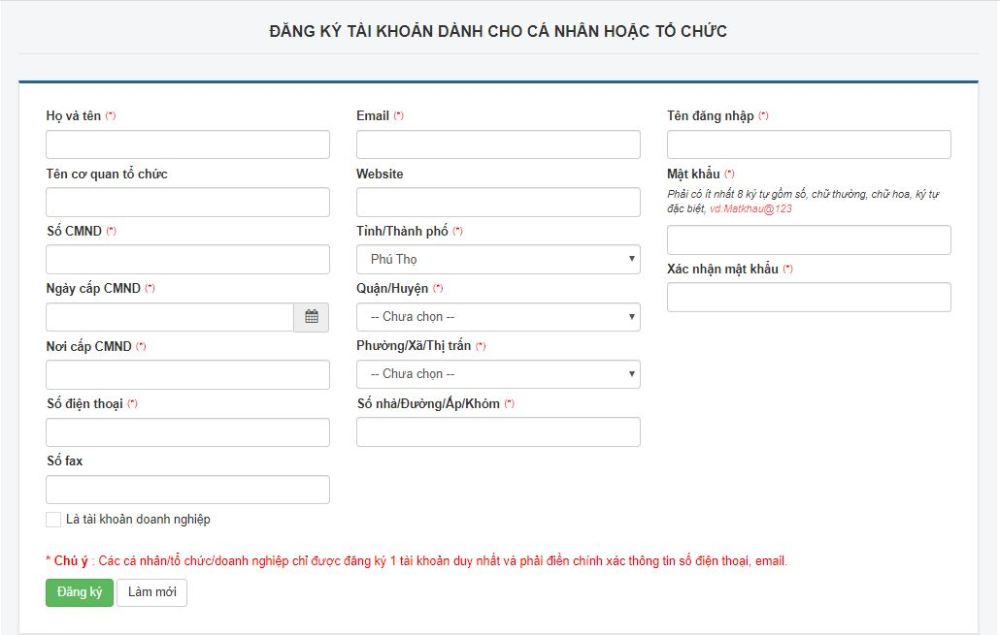 ĐĂNG KÝ TÀI KHOẢN DÀNH CHO CÁ NHÂN HOẶC TỔ CHỨC
Họ và tên (*)
Tên cơ quan tổ chức
Số CMND (*)
Ngày cấp CMND (*)
Nơi cấp CMND (*)
Số điện thoại (*)
Số fax
Là tài khoản doanh nghiệp
Email (*)
Website
Tỉnh/Thành phố (*)
Phú Thọ
Quận/Huyện (*)
-- Chưa chọn --
Phường/Xã/Thị trấn (*)
-- Chưa chọn --
Số nhà/Đường/Ấp/Khóm (*)
Tên đăng nhập (*)
Mật khẩu (*)
Phải có ít nhất 8 ký tự gồm số, chữ thường, chữ hoa, ký tự
đặc biệt, vd.Matkhau@123
Xác nhận mật khẩu (*)
* Chú ý : Các cá nhân/tổ chức/doanh nghiệp chỉ được đăng ký 1 tài khoản duy nhất và phải điền chính xác thông tin số điện thoại, email.
Đăng ký
Làm mới